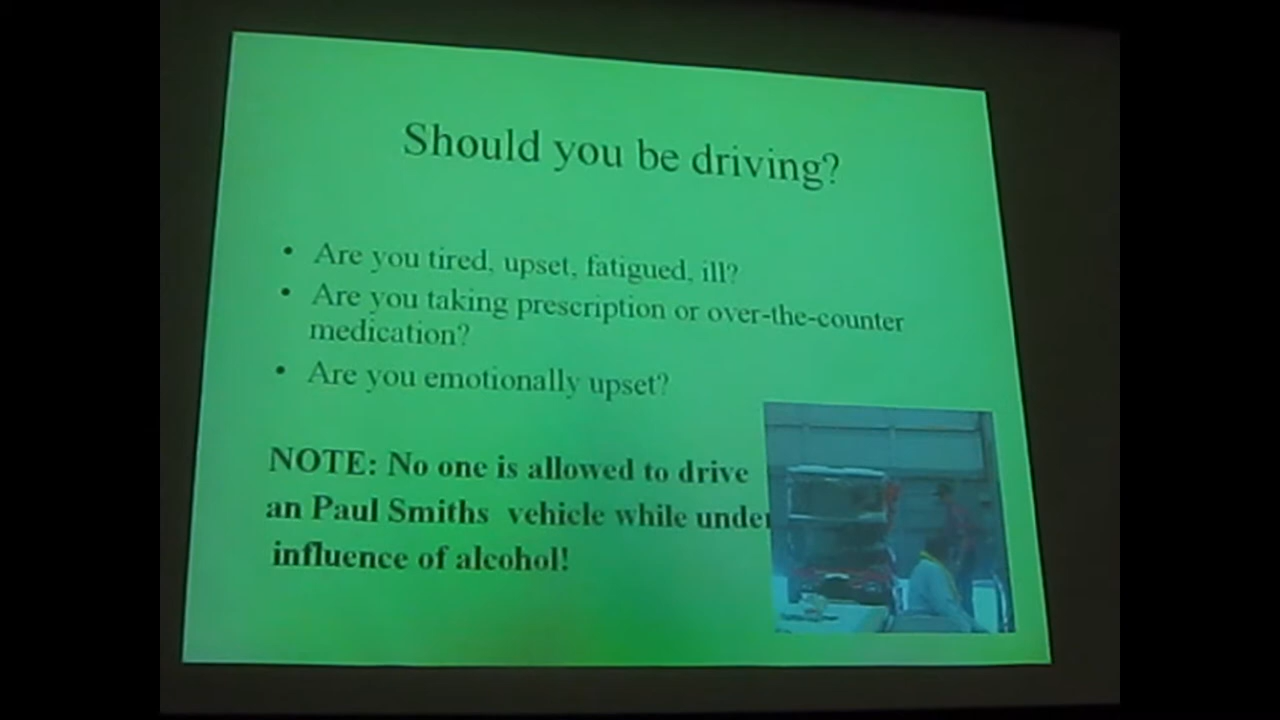 Should you be driving?
• Are you tired, upset, fatigued, ill?
• Are you taking prescription or over-the-counter
medication?
• Are you emotionally upset?
NOTE: No one is allowed to drive
an Paul Smiths vehicle while under
influence of alcohol!